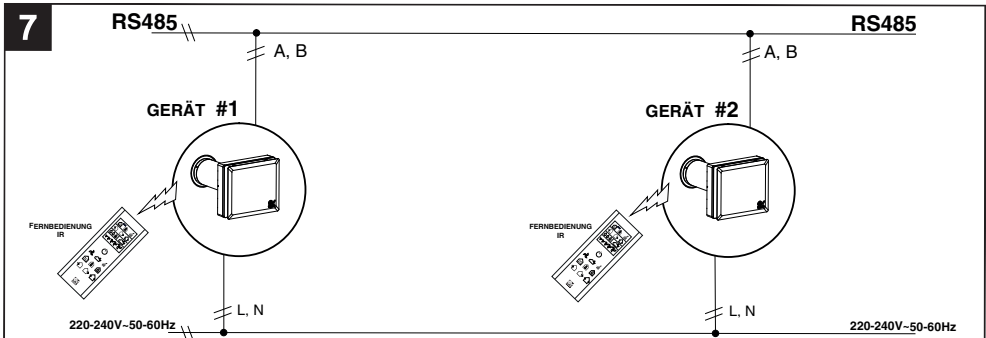 7
RS485
RS485
A, B
A, B
GERÄT #1
GERÄT #2
FERNBEDIENUNG
IR
FERNBEDIENUNG
IR
L, N
L, N
220-240V~50-60Hz
220-240V~50-60Hz